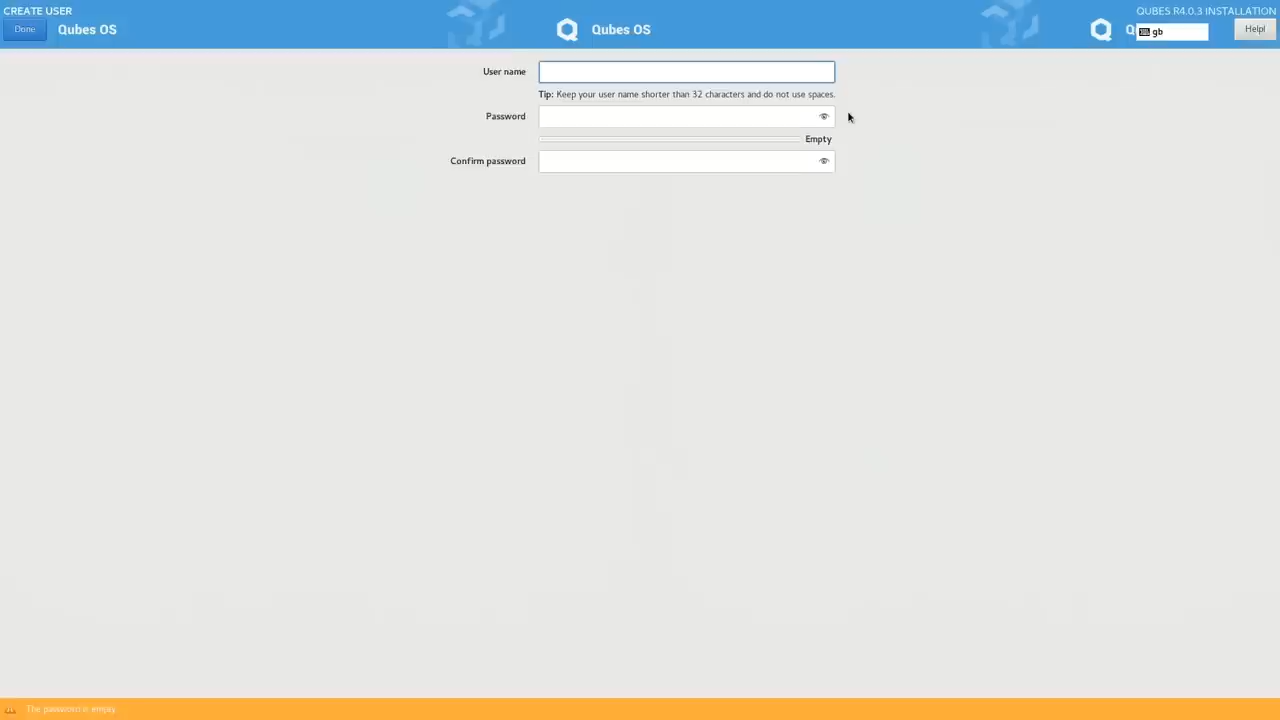 CREATE USER
QUBES R4.0.3 INSTALLATION
Done
Qubes OS
Qubes OS
Q
gb
Help!
User name
Tip: Keep your user name shorter than 32 characters and do not use spaces.
Password
Empty
Confirm password
The password is empty.